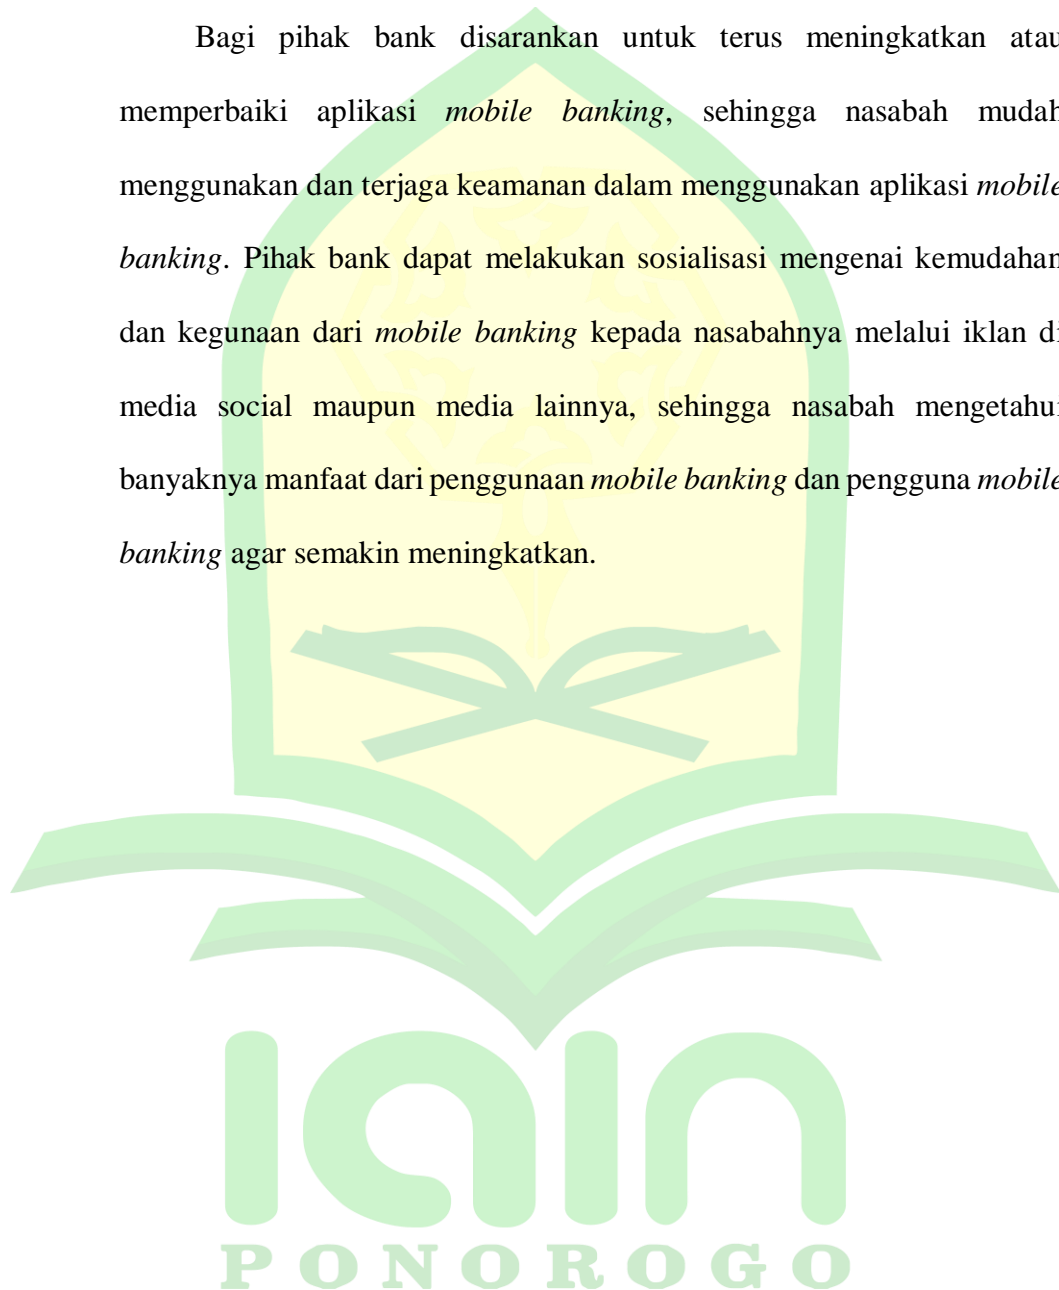 Bagi pihak bank disarankan untuk terus meningkatkan atau
memperbaiki aplikasi mobile banking, sehingga nasabah mudah
menggunakan dan terjaga keamanan dalam menggunakan aplikasi mobile
banking. Pihak bank dapat melakukan sosialisasi mengenai kemudahan
dan kegunaan dari mobile banking kepada nasabahnya melalui iklan di
media social maupun media lainnya, sehingga nasabah mengetahui
banyaknya manfaat dari penggunaan mobile banking dan pengguna mobile
banking agar semakin meningkatkan.
iain
PONOROGO